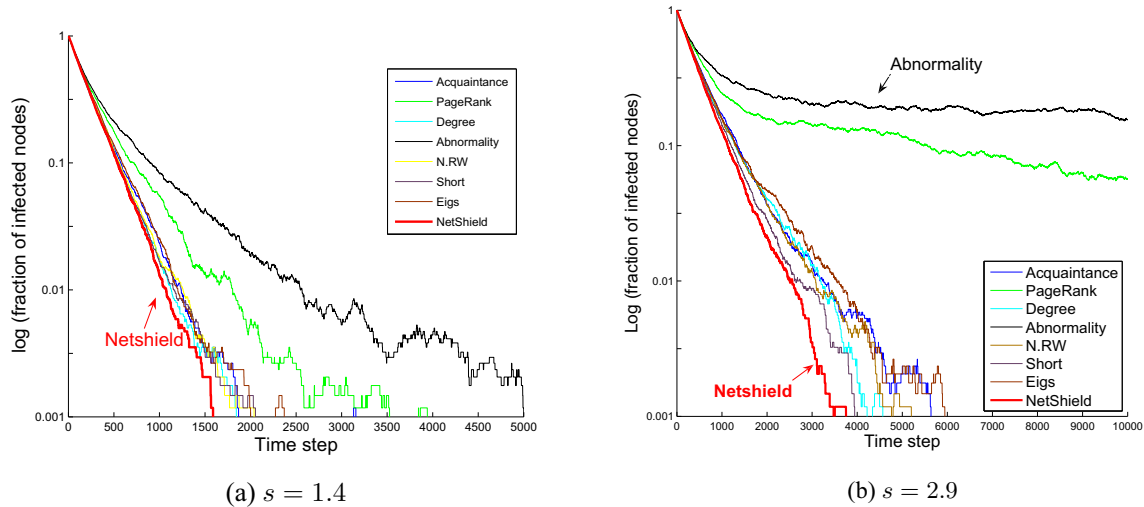 1
0.1
0.01
0.001
log (fraction of infected nodes)
0 500 1000 1500 2000 2500 3000 3500 4000 4500 5000
Time step
Acquaintance
PageRank
Degree
Abnormality
N.RW
Short
Eigs
NetShield
Netshield
(a) s = 1.4
1
0.1
0.01
0.001
Log (fraction of infected nodes)
0 1000 2000 3000 4000 5000 6000 7000 8000 9000 10000
Time step
Abnormality
Acquaintance
PageRank
Degree
Abnormality
N.RW
Short
Eigs
NetShield
Netshield
(b) s = 2.9